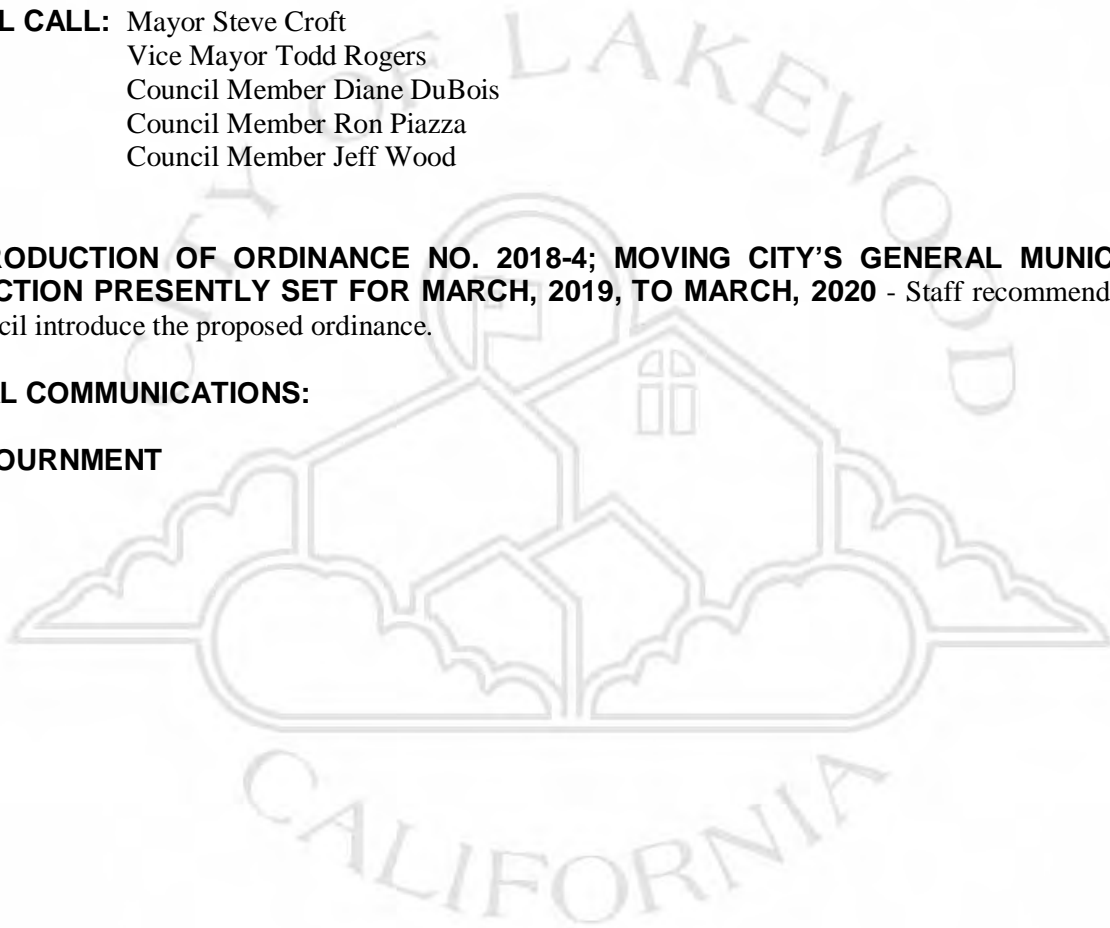 L CALL: Mayor Steve Croft
Vice Mayor Todd Rogers
Council Member Diane DuBois
Council Member Ron Piazza
Council Member Jeff Wood
RODUCTION OF ORDINANCE NO. 2018-4; MOVING CITY'S GENERAL MUNIC
CTION PRESENTLY SET FOR MARCH, 2019, TO MARCH, 2020 - Staff recommend
cil introduce the proposed ordinance.
L COMMUNICATIONS:
OURNMENT
CITY OF LAKEWOOD
CALIFORNIA